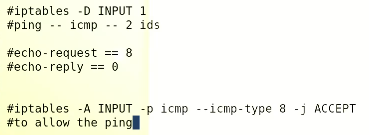 #iptables -D INPUT 1
#ping -- icmp -- 2 ids
#echo-request == 8
#echo-reply == 0
#iptables -A INPUT -p icmp --icmp-type 8 -j ACCEPT
#to allow the ping